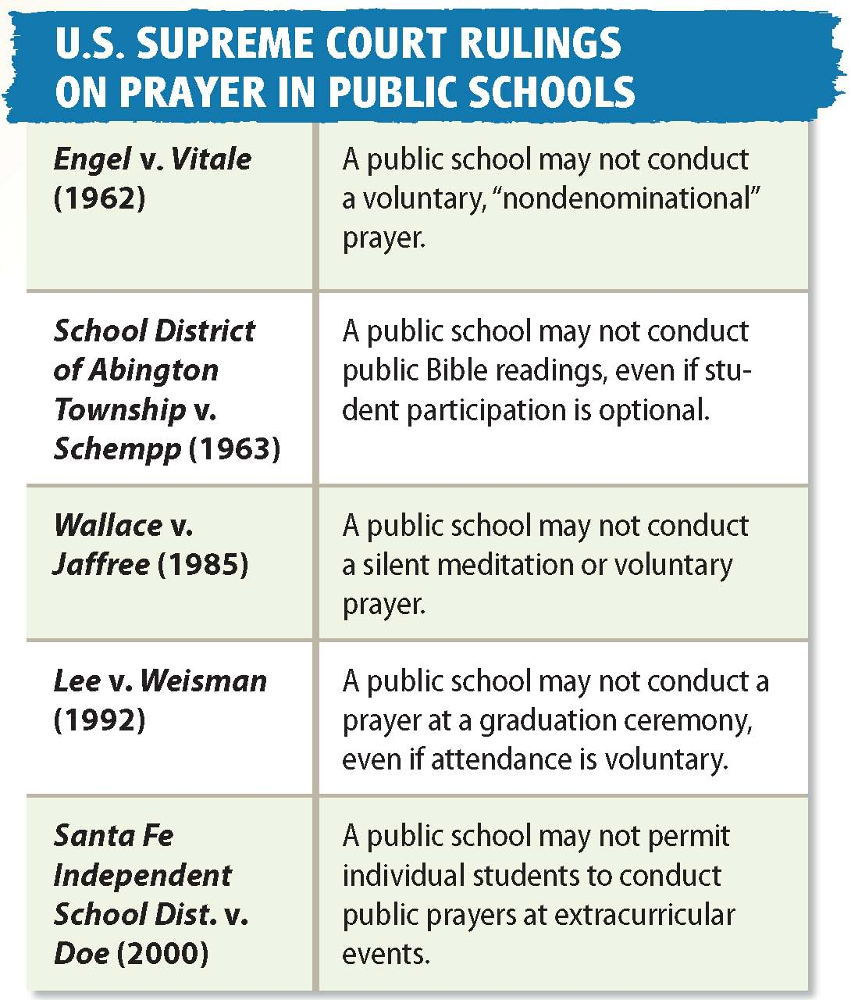 U.S. SUPREME COURT RULINGS
ON PRAYER IN PUBLIC SCHOOLS
Engel v. Vitale
(1962)
A public school may not conduct
a voluntary, “nondenominational”
prayer.
School District
of Abington
Township v.
Schempp (1963)
A public school may not conduct
public Bible readings, even if stu-
dent participation is optional.
Wallace v.
Jaffree (1985)
A public school may not conduct
a silent meditation or voluntary
prayer.
Lee v. Weisman
(1992)
A public school may not conduct a
prayer at a graduation ceremony,
even if attendance is voluntary.
Santa Fe
Independent
School Dist. v.
Doe (2000)
A public school may not permit
individual students to conduct
public prayers at extracurricular
events.